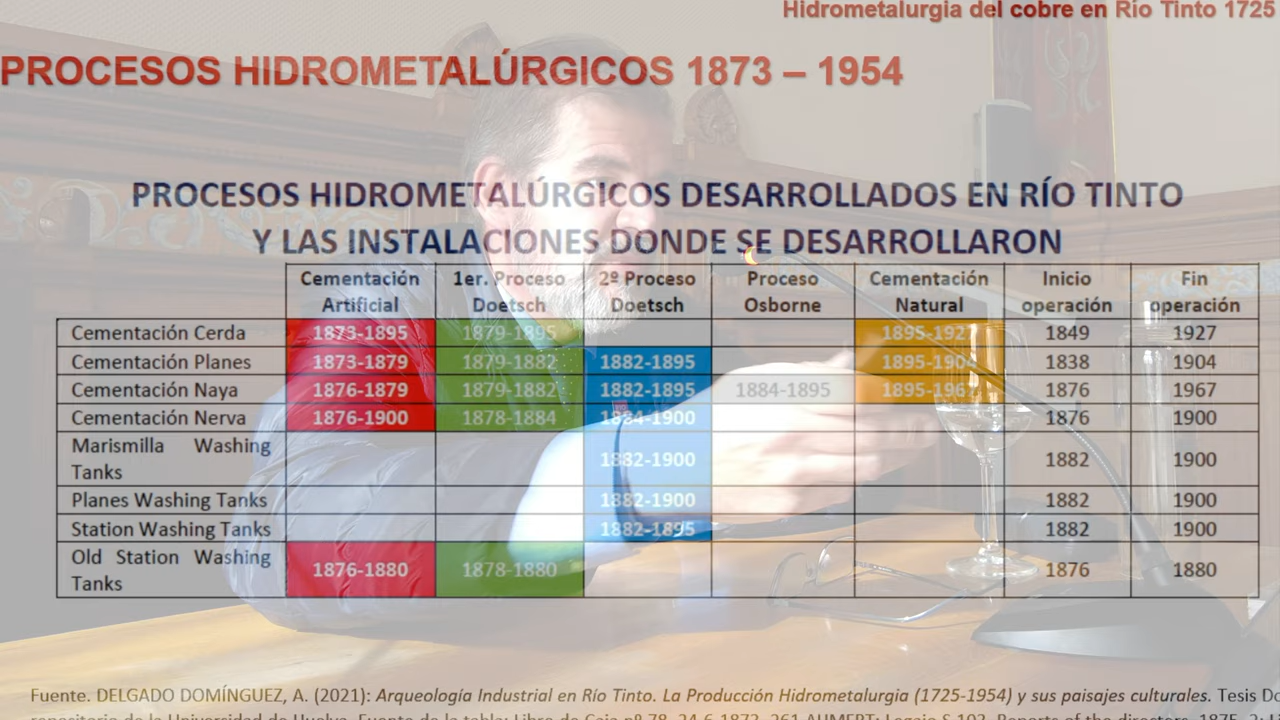 Hidrometalurgia del cobre en Río Tinto 1725
PROCESOS HIDROMETALÚRGICOS 1873 – 1954
PROCESOS HIDROMETALÚRGICOS DESARROLLADOS EN RÍO TINTO
Y LAS INSTALACIONES DONDE SE DESARROLLARON
Cementación Artificial 1er. Proceso Doetsch 2º Proceso Doetsch Proceso Osborne Cementación Natural Inicio operación Fin operación
Cementación Cerda 1873-1895 1879-1895 1895-1927 1849 1927
Cementación Planes 1873-1879 1879-1882 1882-1895 1895-1904 1838 1904
Cementación Naya 1876-1879 1879-1882 1882-1895 1884-1895 1895-1967 1876 1967
Cementación Nerva 1876-1900 1878-1884 1884-1900 1876 1900
Marismilla Washing Tanks 1882-1900 1882 1900
Planes Washing Tanks 1882-1900 1882 1900
Station Washing Tanks 1882-1895 1882 1900
Old Station Washing Tanks 1876-1880 1878-1880 1876 1880
Fuente. DELGADO DOMÍNGUEZ, A. (2021): Arqueología Industrial en Río Tinto. La Producción Hidrometalurgia (1725-1954) y sus paisajes culturales. Tesis